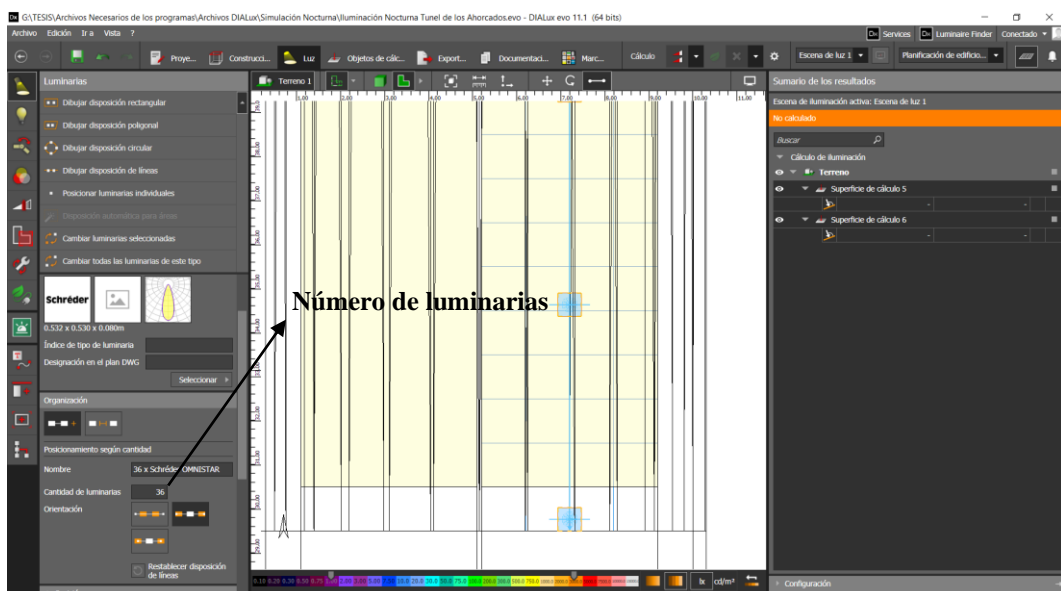 G:\TESIS\Archivos Necesarios de los programas\Archivos DIALux\Simulación Nocturna\Iluminación Nocturna Tunel de los Ahorcados.evo - DIALux evo 11.1 (64 bits)
Archivo Edición Ir a Vista ?
Services Luminaire Finder Conectado
Proye... Construcci... Luz Objetos de cálc... Export... Documentaci... Marc... Cálculo Escena de luz 1 Planificación de edificio...
Luminarias
Terreno 1
Sumario de los resultados
Dibujar disposición rectangular
Dibujar disposición poligonal
Dibujar disposición circular
Dibujar disposición de líneas
Posicionar luminarias individuales
Disposición automática para áreas
Cambiar luminarias seleccionadas
Cambiar todas las luminarias de este tipo
Schréder
0.532 x 0.530 x 0.080m
Índice de tipo de luminaria
Designación en el plan DWG
Seleccionar
Organización
Posicionamiento según cantidad
Nombre 36 x Schréder OMNISTAR
Cantidad de luminarias 36
Orientación
Restablecer disposición
de líneas
Número de luminarias
Escena de iluminación activa: Escena de luz 1
No calculado
Buscar
Cálculo de iluminación
Terreno
Superficie de cálculo 5
- -
Superficie de cálculo 6
- -
lx cd/m²
Configuración